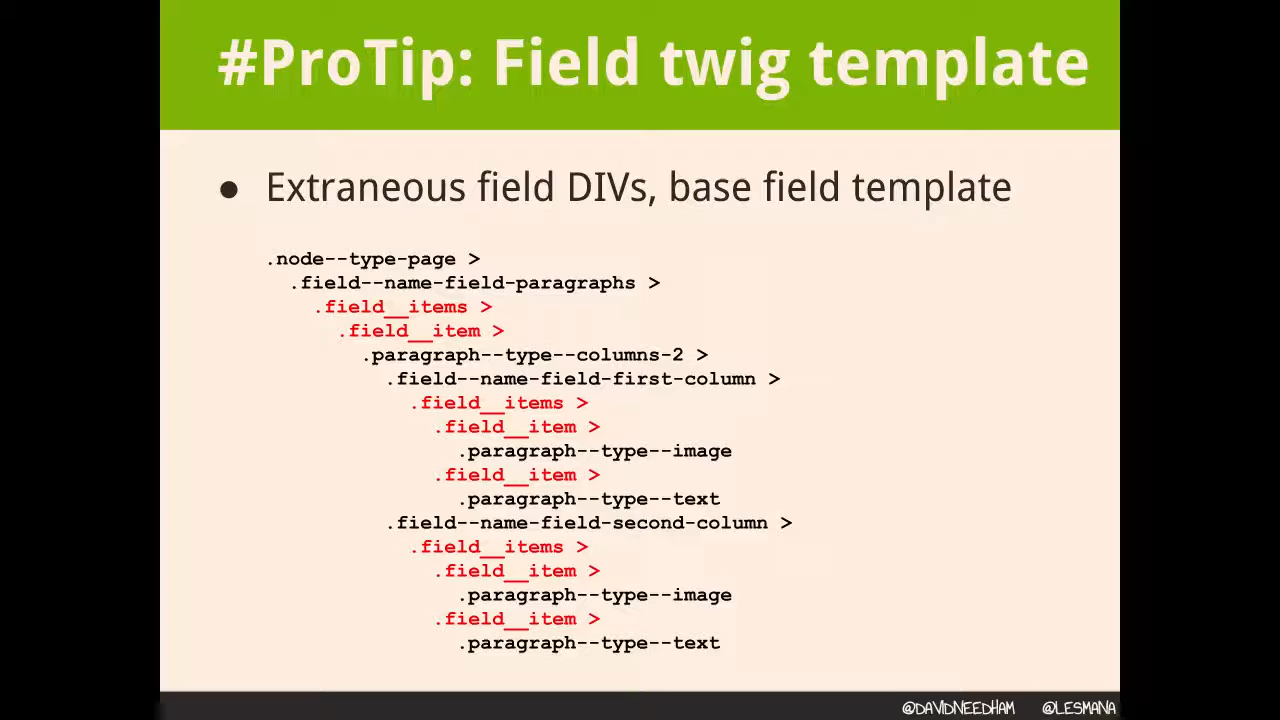 #ProTip: Field twig template
● Extraneous field DIVs, base field template
.node--type-page >
.field--name-field-paragraphs >
.field__items >
.field__item >
.paragraph--type--columns-2 >
.field--name-field-first-column >
.field__items >
.field__item >
.paragraph--type--image
.field__item >
.paragraph--type--text
.field--name-field-second-column >
.field__items >
.field__item >
.paragraph--type--image
.field__item >
.paragraph--type--text
@DAVIDNEEDHAM @LESMANA